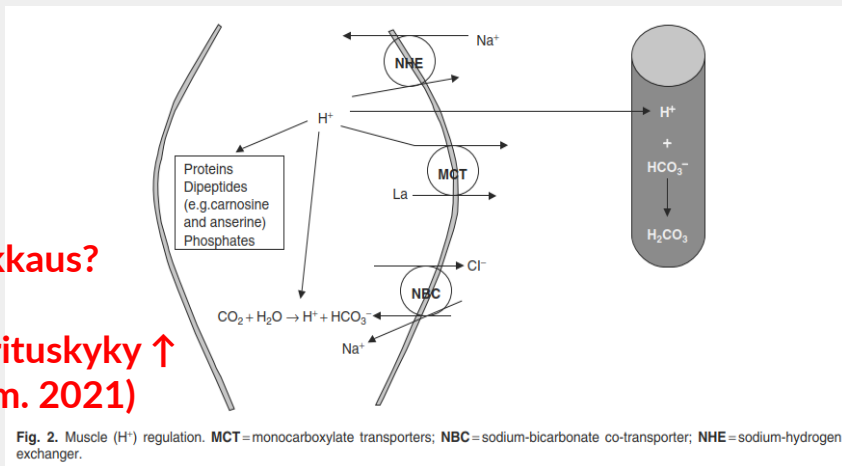 Na⁺
NHE
H⁺
H⁺
+
HCO₃⁻
H₂CO₃
Proteins
Dipeptides
(e.g.carnosine
and anserine)
Phosphates
MCT
La
Cl⁻
NBC
CO₂ + H₂O → H⁺ + HCO₃⁻
Na⁺
kaus?
rituskyky ↑
m. 2021)
Fig. 2. Muscle (H⁺) regulation. MCT = monocarboxylate transporters; NBC = sodium-bicarbonate co-transporter; NHE = sodium-hydrogen
exchanger.